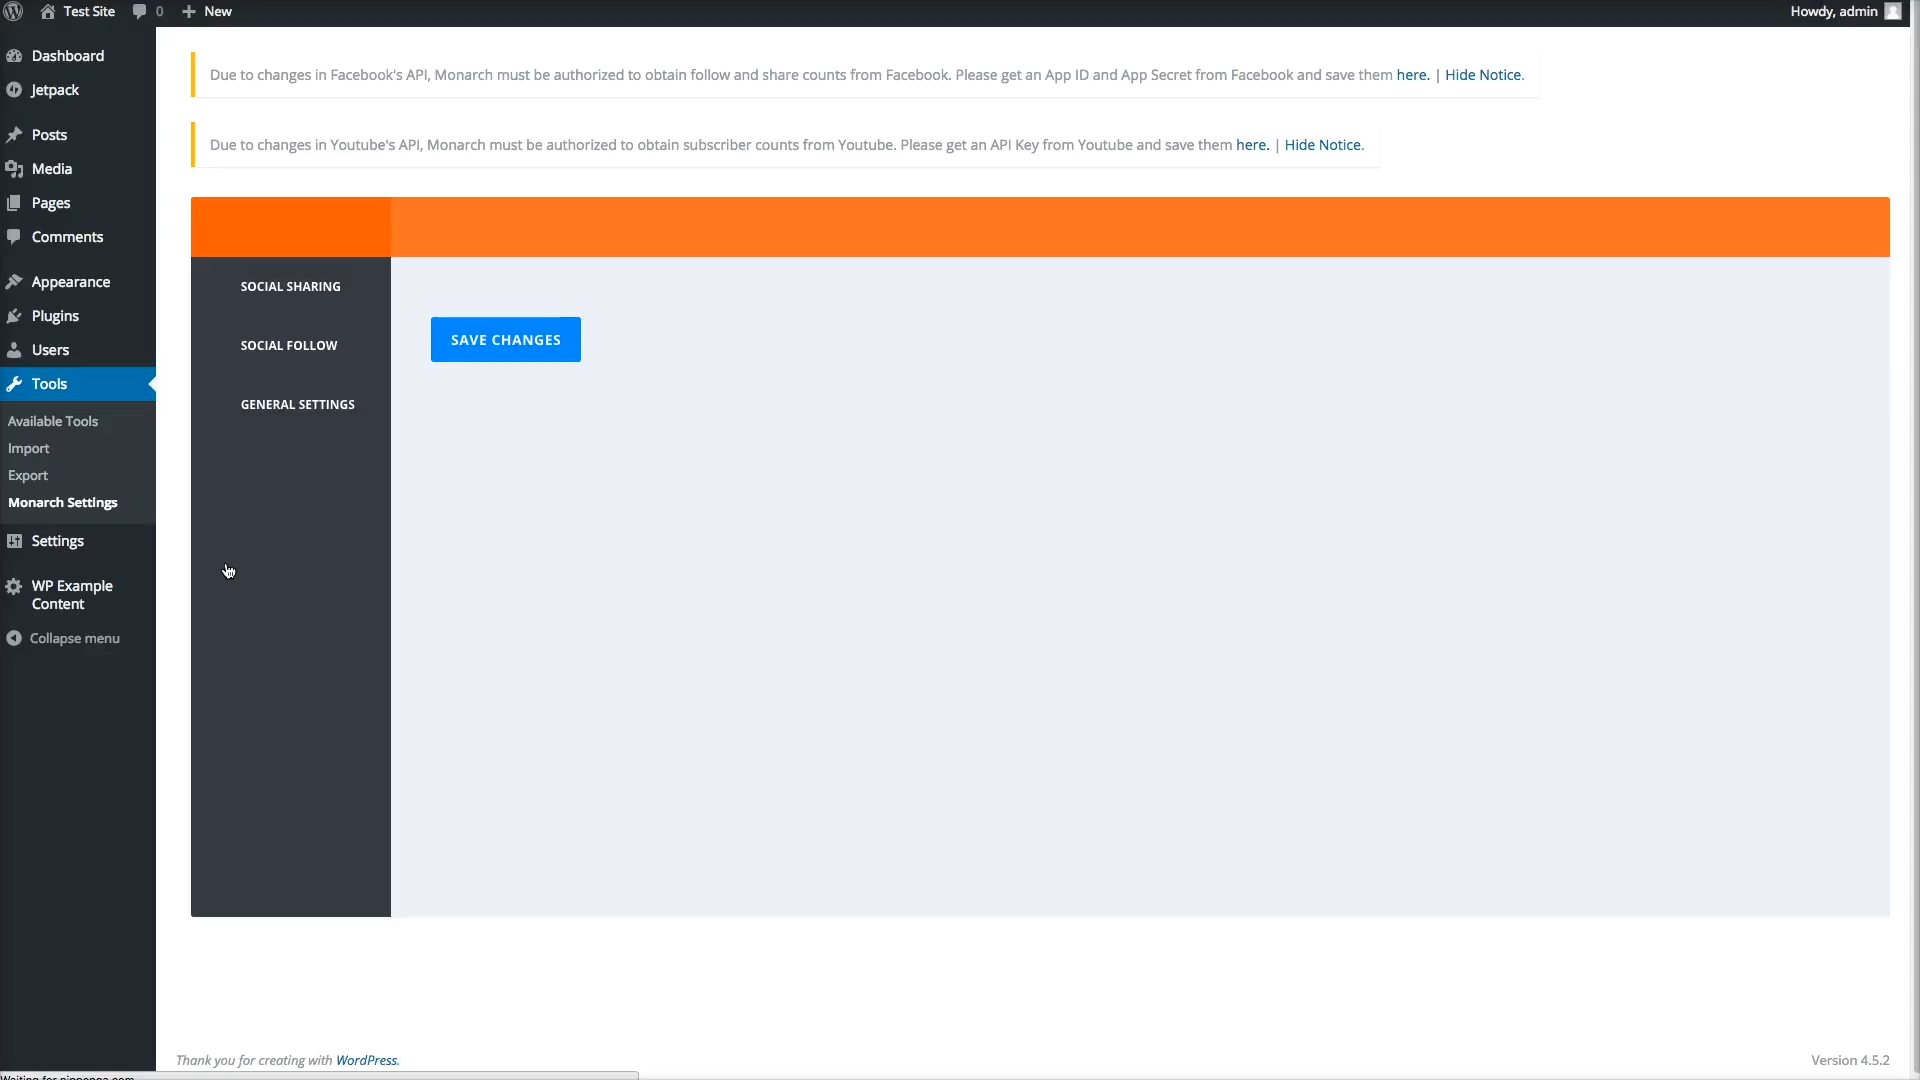 Test Site
0
New
Howdy, admin
Dashboard
Jetpack
Posts
Media
Pages
Comments
Appearance
Plugins
Users
Tools
Available Tools
Import
Export
Monarch Settings
Settings
WP Example
Content
Collapse menu
Due to changes in Facebook's API, Monarch must be authorized to obtain follow and share counts from Facebook. Please get an App ID and App Secret from Facebook and save them here. | Hide Notice.
Due to changes in Youtube's API, Monarch must be authorized to obtain subscriber counts from Youtube. Please get an API Key from Youtube and save them here. | Hide Notice.
SOCIAL SHARING
SOCIAL FOLLOW
GENERAL SETTINGS
SAVE CHANGES
Thank you for creating with WordPress.
Version 4.5.2
Waiting for